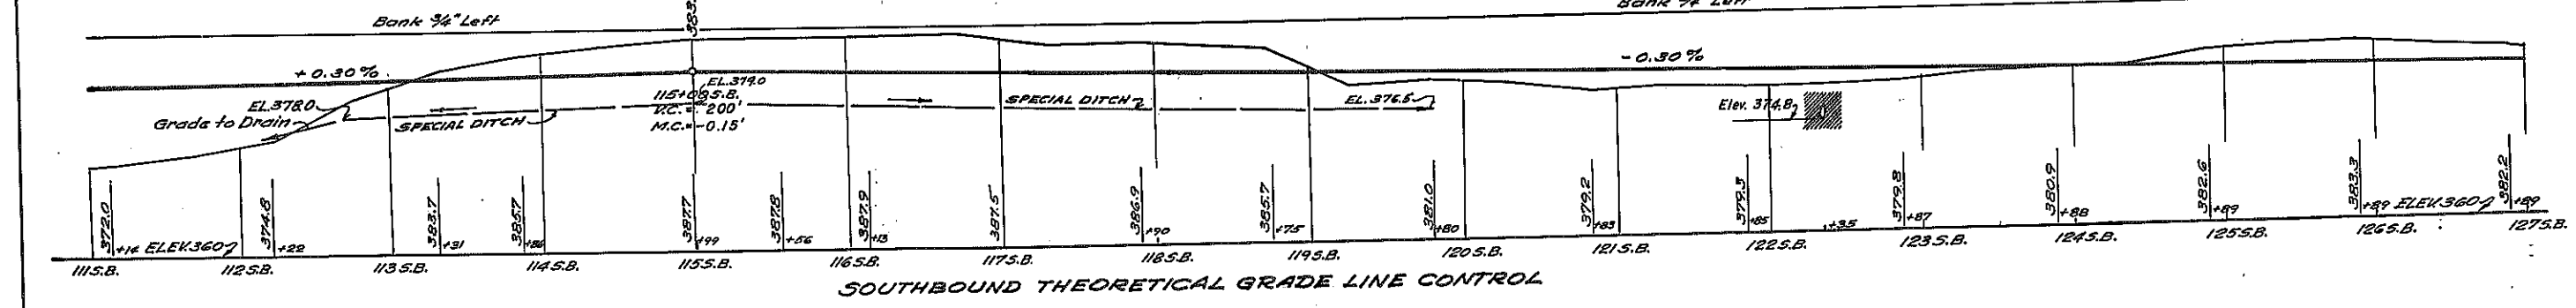 Bank 3/4" Left
383.
Bank 3/4" Left
+0.30%
-0.30%
EL.378.0
EL.379.0
115+08 S.B.
V.C.= 200'
M.C.= -0.15'
Grade to Drain
SPECIAL DITCH
SPECIAL DITCH
EL.376.5
Elev. 374.8
372.0 +14 ELEV.360
374.8 +22
383.7 +31
385.7 +86
387.7 +99
387.8 +56
387.9 +13
387.5
386.9 +90
385.7 +75
381.0 +80
379.2 +83
379.3 +85
+35
379.8 +87
380.9 +88
382.6 +89
383.3 +89 ELEV.360
382.2 +89
111 S.B. 112 S.B. 113 S.B. 114 S.B. 115 S.B. 116 S.B. 117 S.B. 118 S.B. 119 S.B. 120 S.B. 121 S.B. 122 S.B. 123 S.B. 124 S.B. 125 S.B. 126 S.B. 127 S.B.
SOUTHBOUND THEORETICAL GRADE LINE CONTROL